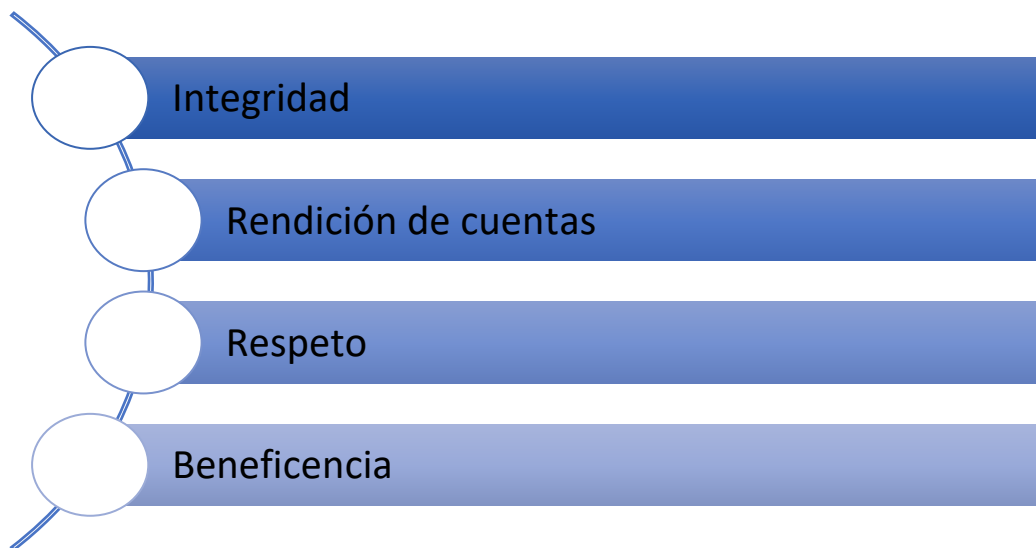 Integridad
Rendición de cuentas
Respeto
Beneficencia